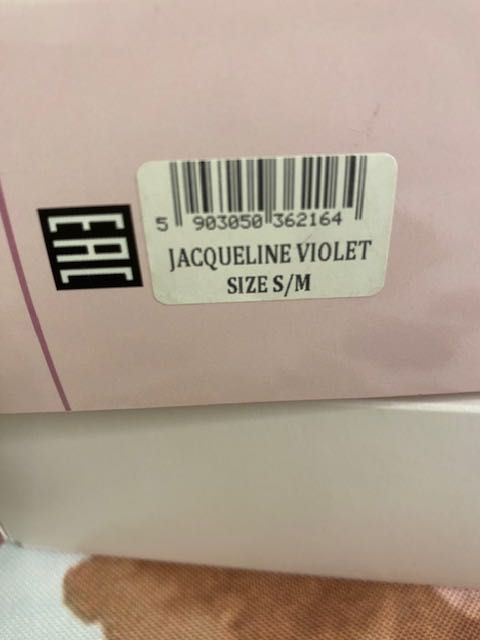 EAC
5 903050 362164
JACQUELINE VIOLET
SIZE S/M